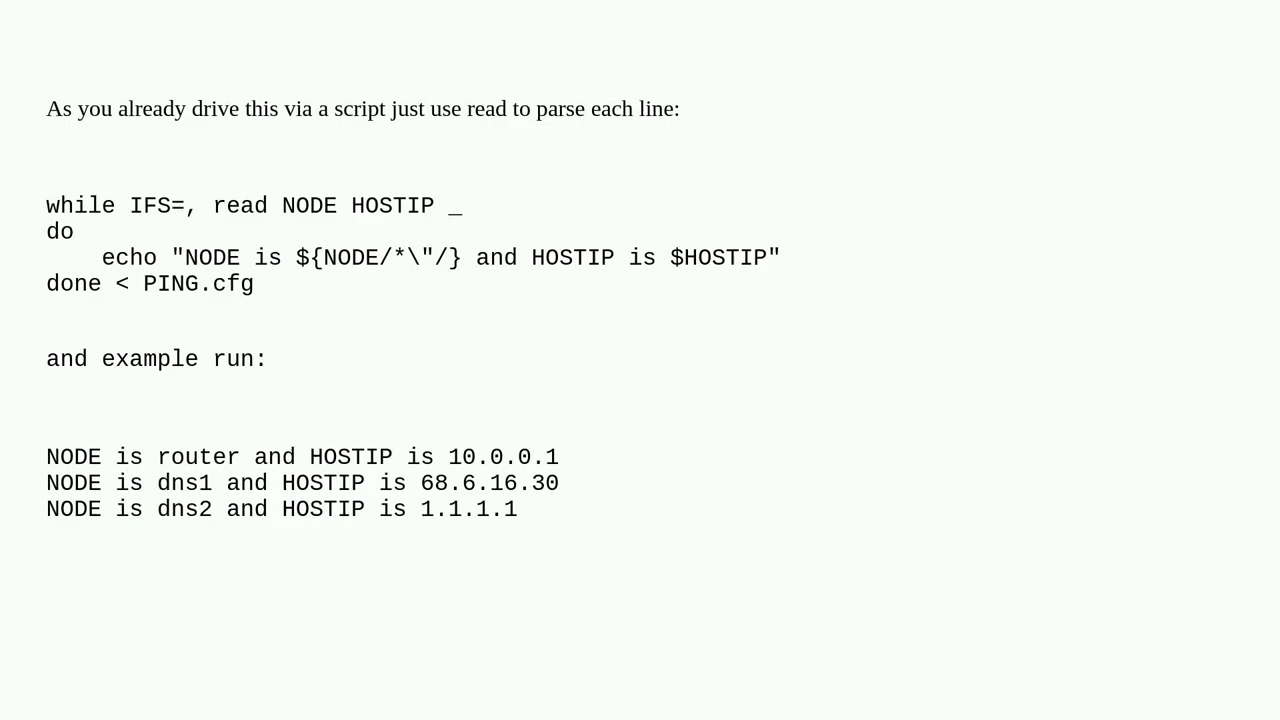 As you already drive this via a script just use read to parse each line:
while IFS=, read NODE HOSTIP _
do
    echo "NODE is ${NODE/*\"/} and HOSTIP is $HOSTIP"
done < PING.cfg
and example run:
NODE is router and HOSTIP is 10.0.0.1
NODE is dns1 and HOSTIP is 68.6.16.30
NODE is dns2 and HOSTIP is 1.1.1.1